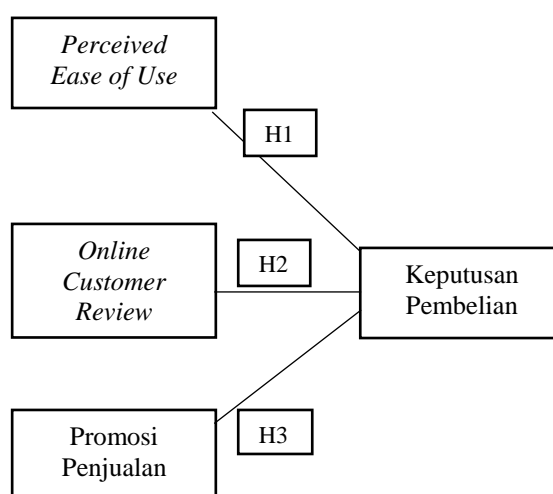 Perceived
Ease of Use
H1
Online
Customer
Review
H2
Keputusan
Pembelian
Promosi
Penjualan
H3